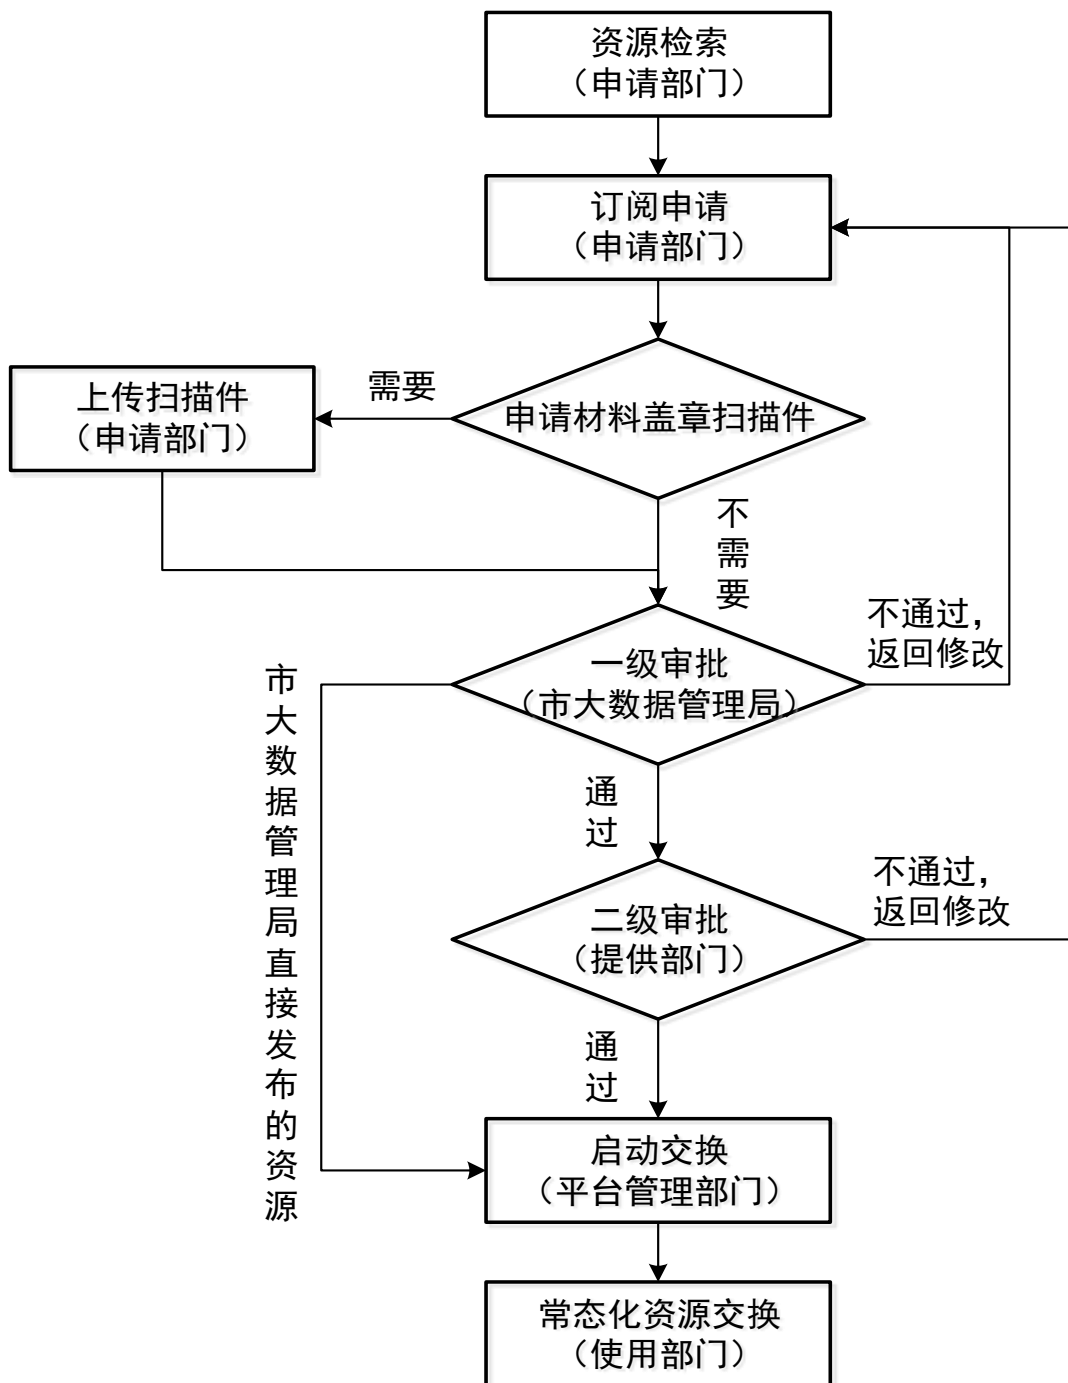 资源检索
（申请部门）
订阅申请
（申请部门）
需要
上传扫描件
（申请部门）
申请材料盖章扫描件
不需要
不通过，
返回修改
一级审批
（市大数据管理局）
市大数据管理局直接发布的资源
通过
不通过，
返回修改
二级审批
（提供部门）
通过
启动交换
（平台管理部门）
常态化资源交换
（使用部门）